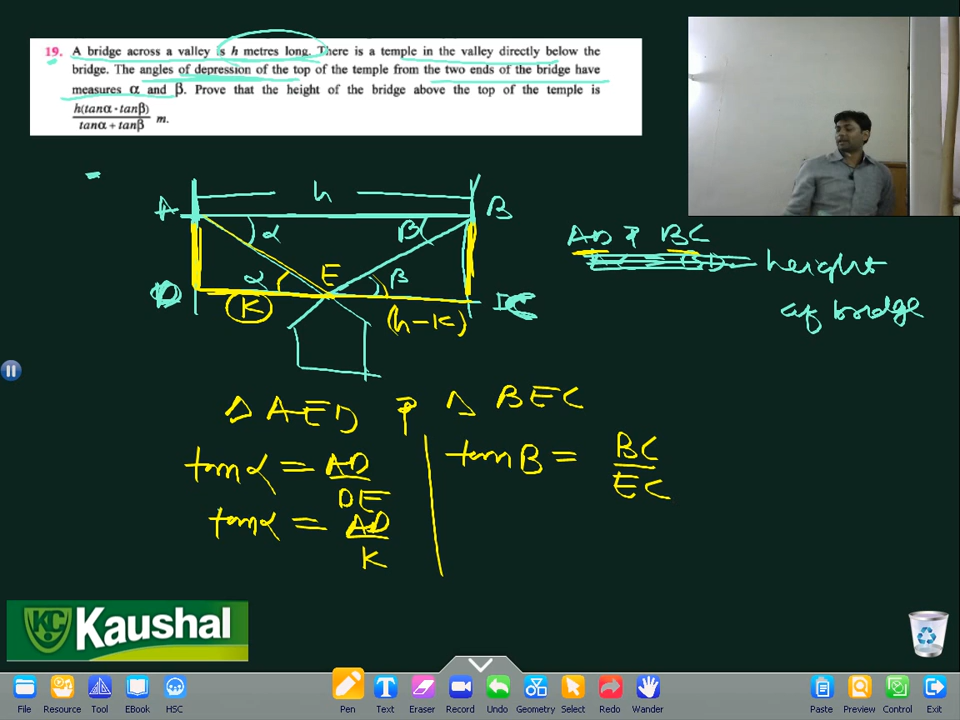 19. A bridge across a valley is h metres long. There is a temple in the valley directly below the
bridge. The angles of depression of the top of the temple from the two ends of the bridge have
measures α and β. Prove that the height of the bridge above the top of the temple is
h(tanα · tanβ)
tanα + tanβ m.
h
A B
α β
AD & BC
height
of bridge
α E β
D K (h-K) C
Δ AED & Δ BEC
tanα = AD/DE
tanB = BC/EC
tanα = AD/K
KC Kaushal
File Resource Tool EBook HSC Pen Text Eraser Record Undo Geometry Select Redo Wander Paste Preview Control Exit